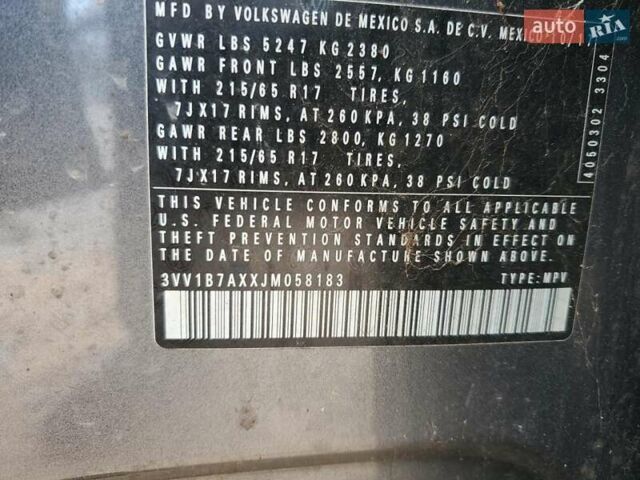 MFD BY VOLKSWAGEN DE MEXICO S.A. DE C.V. MEXICO
GVWR LBS 5247 KG 2380
GAWR FRONT LBS 2557, KG 1160
WITH 215/65 R17 TIRES,
7JX17 RIMS, AT 260 KPA, 38 PSI COLD
GAWR REAR LBS 2800, KG 1270
WITH 215/65 R17 TIRES,
7JX17 RIMS, AT 260KPA, 38 PSI COLD
THIS VEHICLE CONFORMS TO ALL APPLICABLE
U.S. FEDERAL MOTOR VEHICLE SAFETY AND
THEFT PREVENTION STANDARDS IN EFFECT ON
THE DATE OF MANUFACTURE SHOWN ABOVE.
3VV1B7AXXJM058183 TYPE: MPV
4050302 3304
auto RIA .com